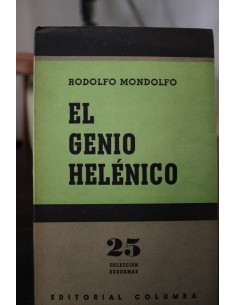 RODOLFO MONDOLFO
EL
GENIO
HELÉNICO
25
COLECCIÓN
ESQUEMAS
EDITORIAL COLUMBA